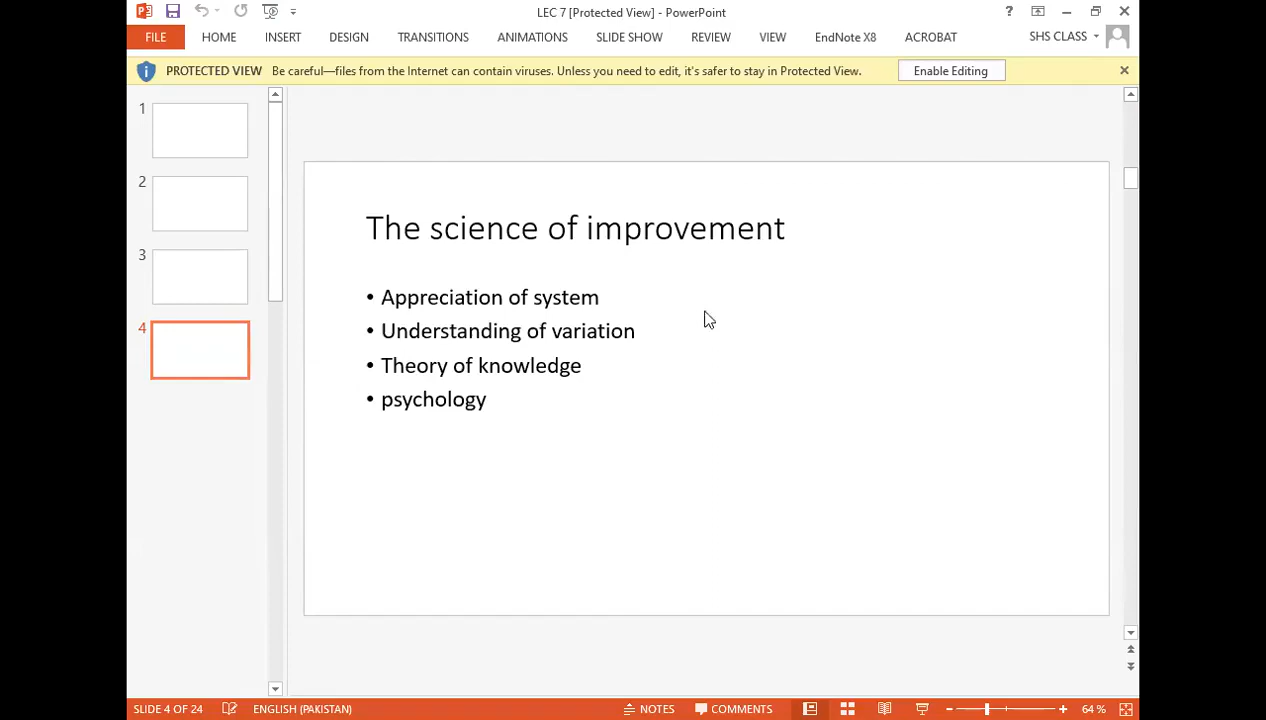 LEC 7 [Protected View] - PowerPoint
FILE
HOME
INSERT
DESIGN
TRANSITIONS
ANIMATIONS
SLIDE SHOW
REVIEW
VIEW
EndNote X8
ACROBAT
SHS CLASS
PROTECTED VIEW Be careful—files from the Internet can contain viruses. Unless you need to edit, it's safer to stay in Protected View.
Enable Editing
1
2
3
4
The science of improvement
• Appreciation of system
• Understanding of variation
• Theory of knowledge
• psychology
SLIDE 4 OF 24
ENGLISH (PAKISTAN)
NOTES
COMMENTS
64 %